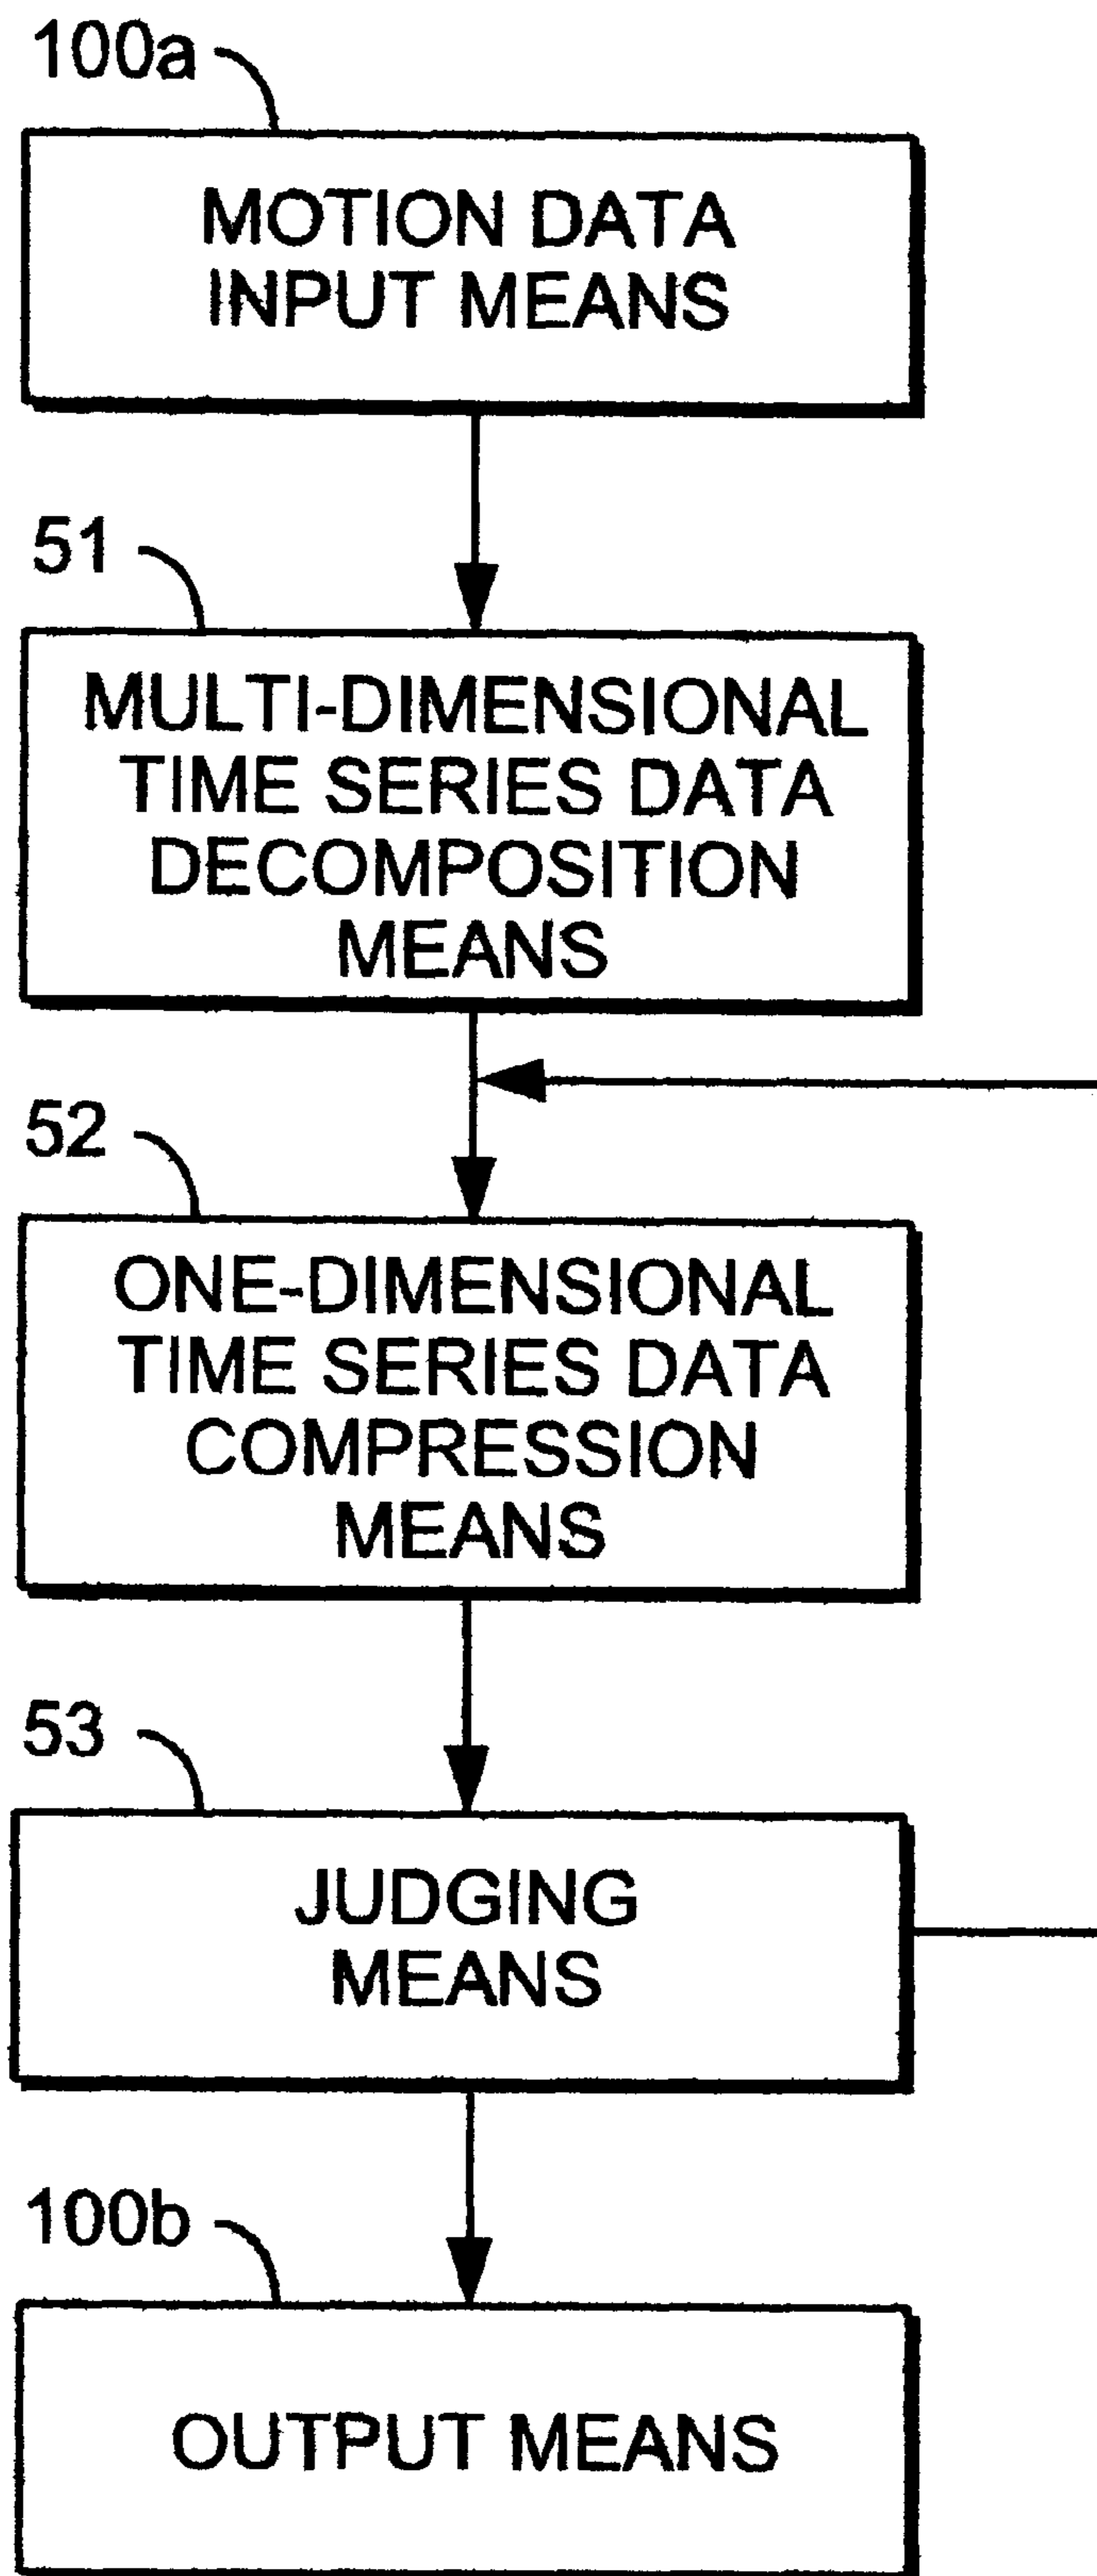 100a
MOTION DATA
INPUT MEANS
51
MULTI-DIMENSIONAL
TIME SERIES DATA
DECOMPOSITION
MEANS
52
ONE-DIMENSIONAL
TIME SERIES DATA
COMPRESSION
MEANS
53
JUDGING
MEANS
100b
OUTPUT MEANS